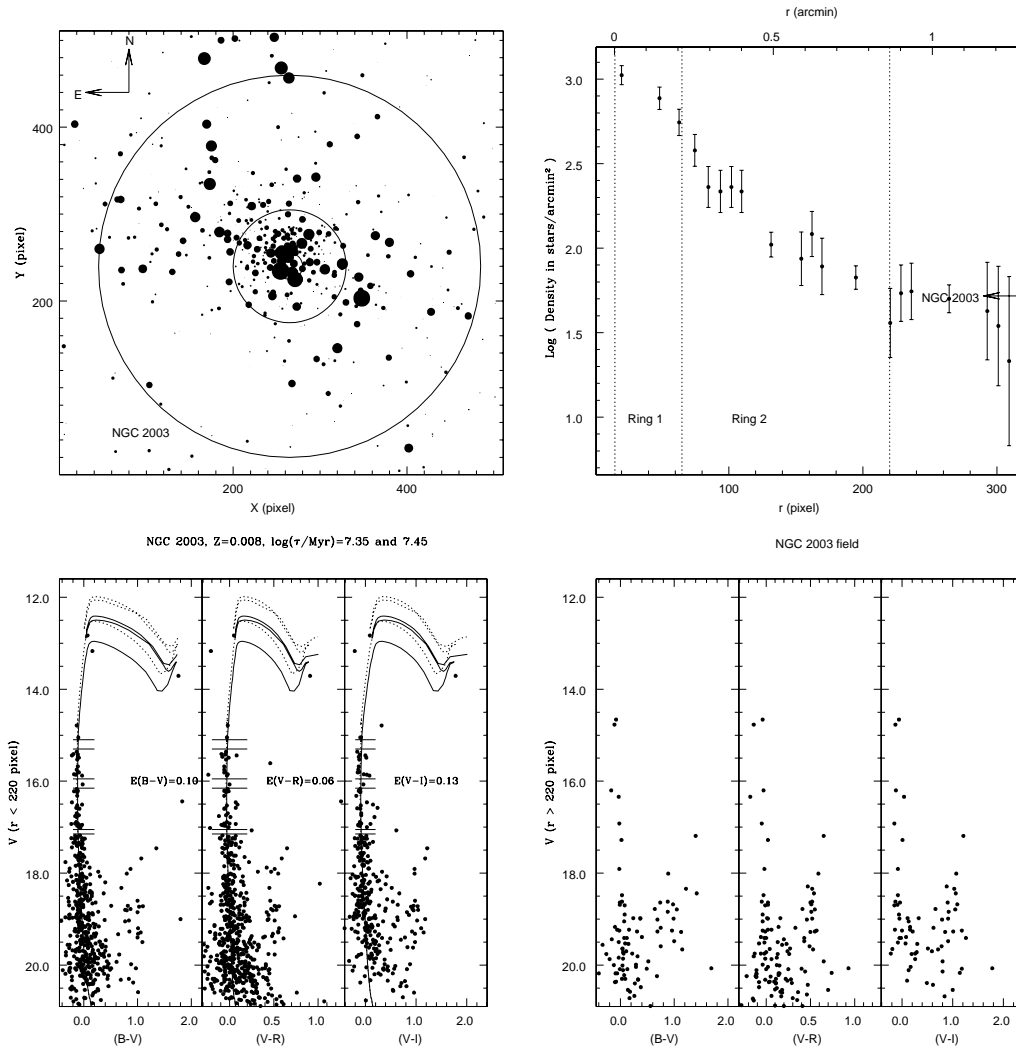 r (arcmin)
0 0.5 1
N
E
NGC 2003
400
200
Y (pixel)
200 400
X (pixel)
3.0
2.5
2.0
1.5
1.0
Log ( Density in stars/arcmin² )
NGC 2003
Ring 1 Ring 2
100 200 300
r (pixel)
NGC 2003, Z=0.008, log(τ/Myr)=7.35 and 7.45
12.0
14.0
16.0
18.0
20.0
V (r < 220 pixel)
E(B-V)=0.10 E(V-R)=0.06 E(V-I)=0.13
0.0 1.0 0.0 0.5 1.0 0.0 1.0 2.0
(B-V) (V-R) (V-I)
NGC 2003 field
12.0
14.0
16.0
18.0
20.0
V (r > 220 pixel)
0.0 1.0 2.0 0.0 0.5 1.0 0.0 1.0 2.0
(B-V) (V-R) (V-I)